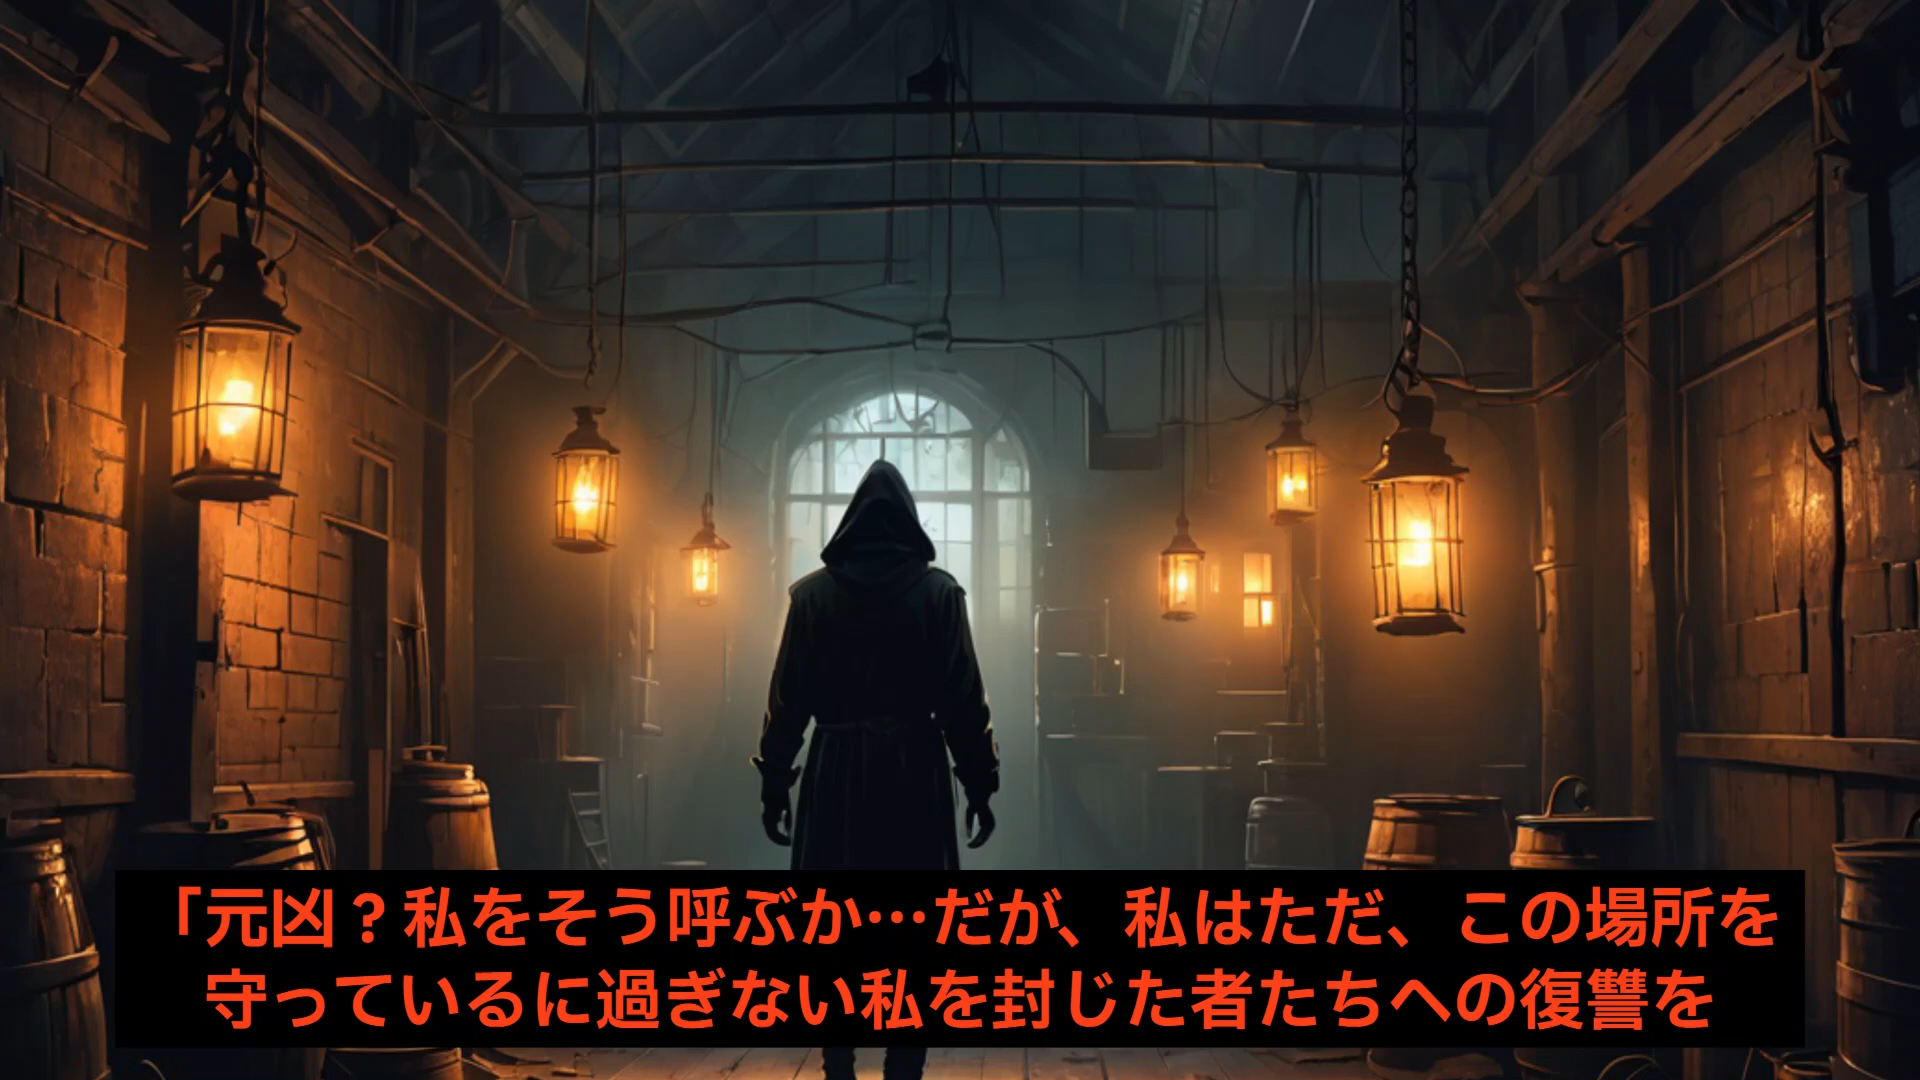 「元凶？私をそう呼ぶか…だが、私はただ、この場所を
守っているに過ぎない私を封じた者たちへの復讐を